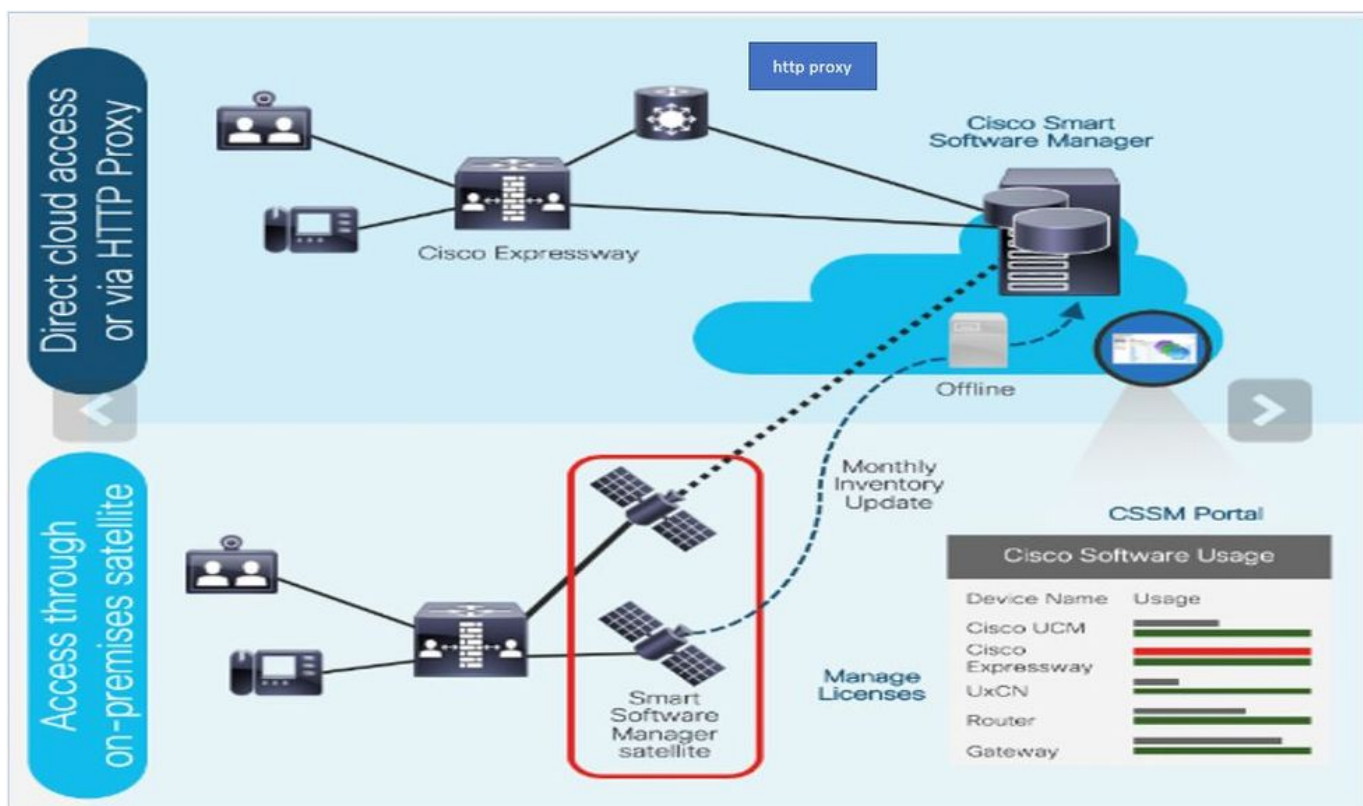 Direct cloud access
or via HTTP Proxy
http proxy
Cisco Smart
Software Manager
Cisco Expressway
Offline
Access through
on-premises satellite
Monthly
Inventory
Update
Smart
Software
Manager
satellite
Manage
Licenses
CSSM Portal
Cisco Software Usage
Device Name Usage
Cisco UCM
Cisco
Expressway
UxCN
Router
Gateway